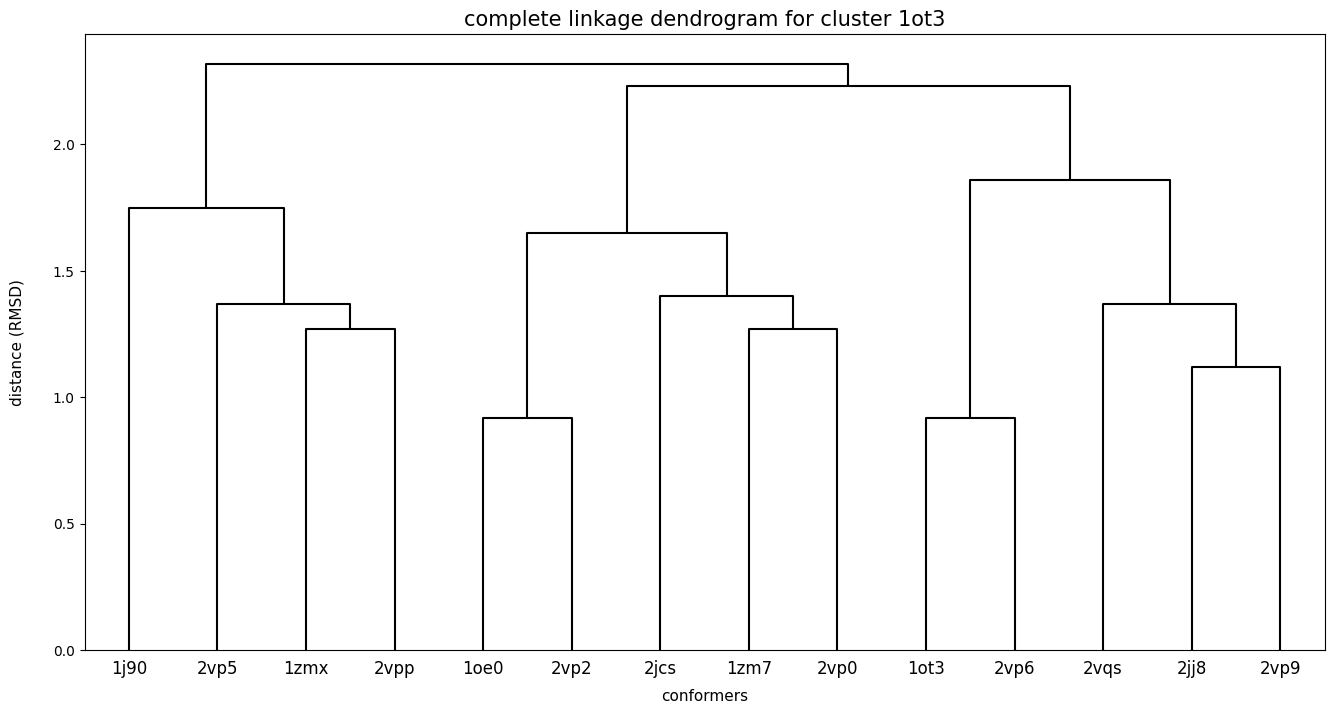 complete linkage dendrogram for cluster 1ot3
distance (RMSD)
2.0
1.5
1.0
0.5
0.0
1j90 2vp5 1zmx 2vpp 1oe0 2vp2 2jcs 1zm7 2vp0 1ot3 2vp6 2vqs 2jj8 2vp9
conformers